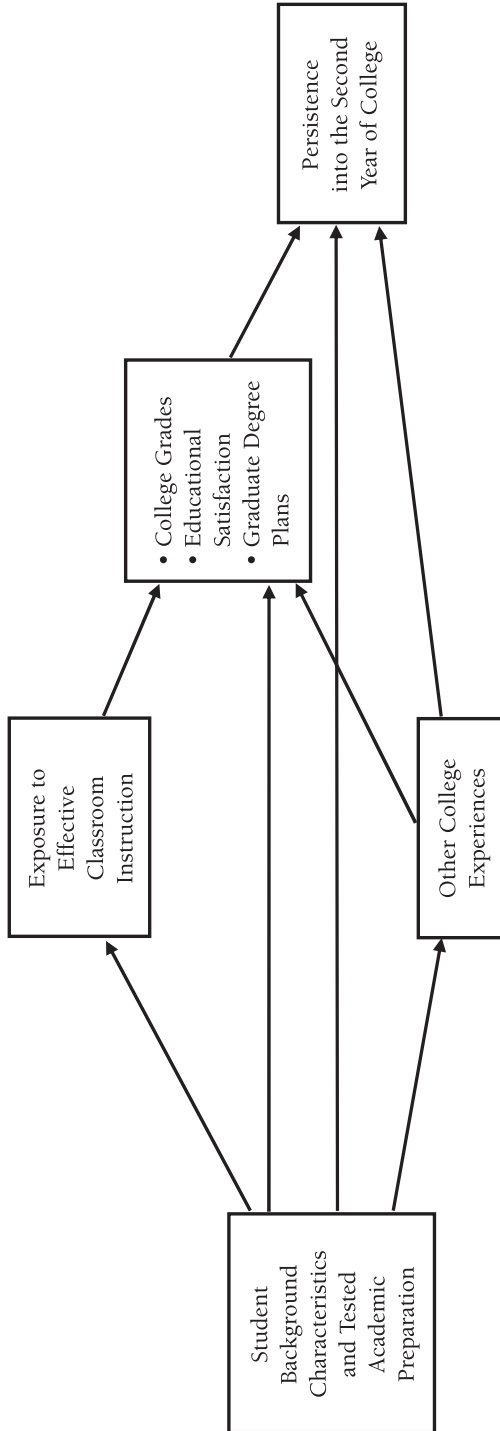 Student
Background
Characteristics
and Tested
Academic
Preparation
Exposure to
Effective
Classroom
Instruction
Other College
Experiences
• College Grades
• Educational
Satisfaction
• Graduate Degree
Plans
Persistence
into the Second
Year of College